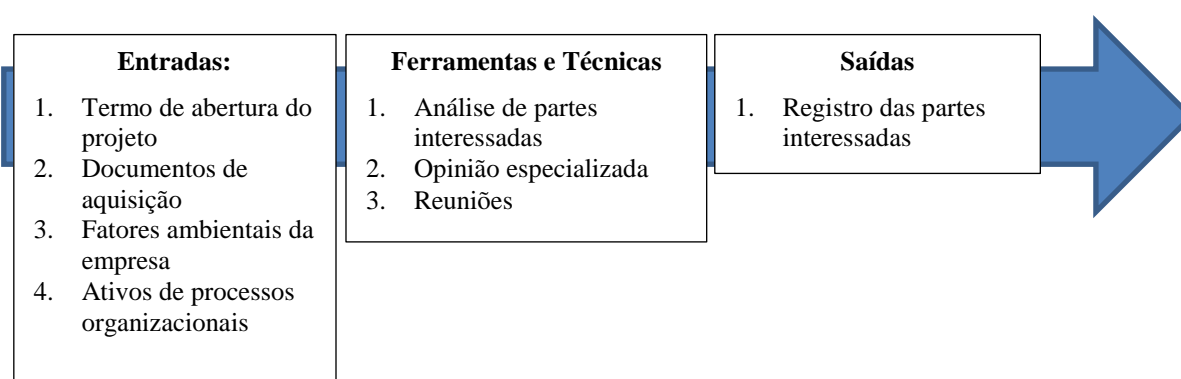 Entradas:
1. Termo de abertura do
projeto
2. Documentos de
aquisição
3. Fatores ambientais da
empresa
4. Ativos de processos
organizacionais
Ferramentas e Técnicas
1. Análise de partes
interessadas
2. Opinião especializada
3. Reuniões
Saídas
1. Registro das partes
interessadas